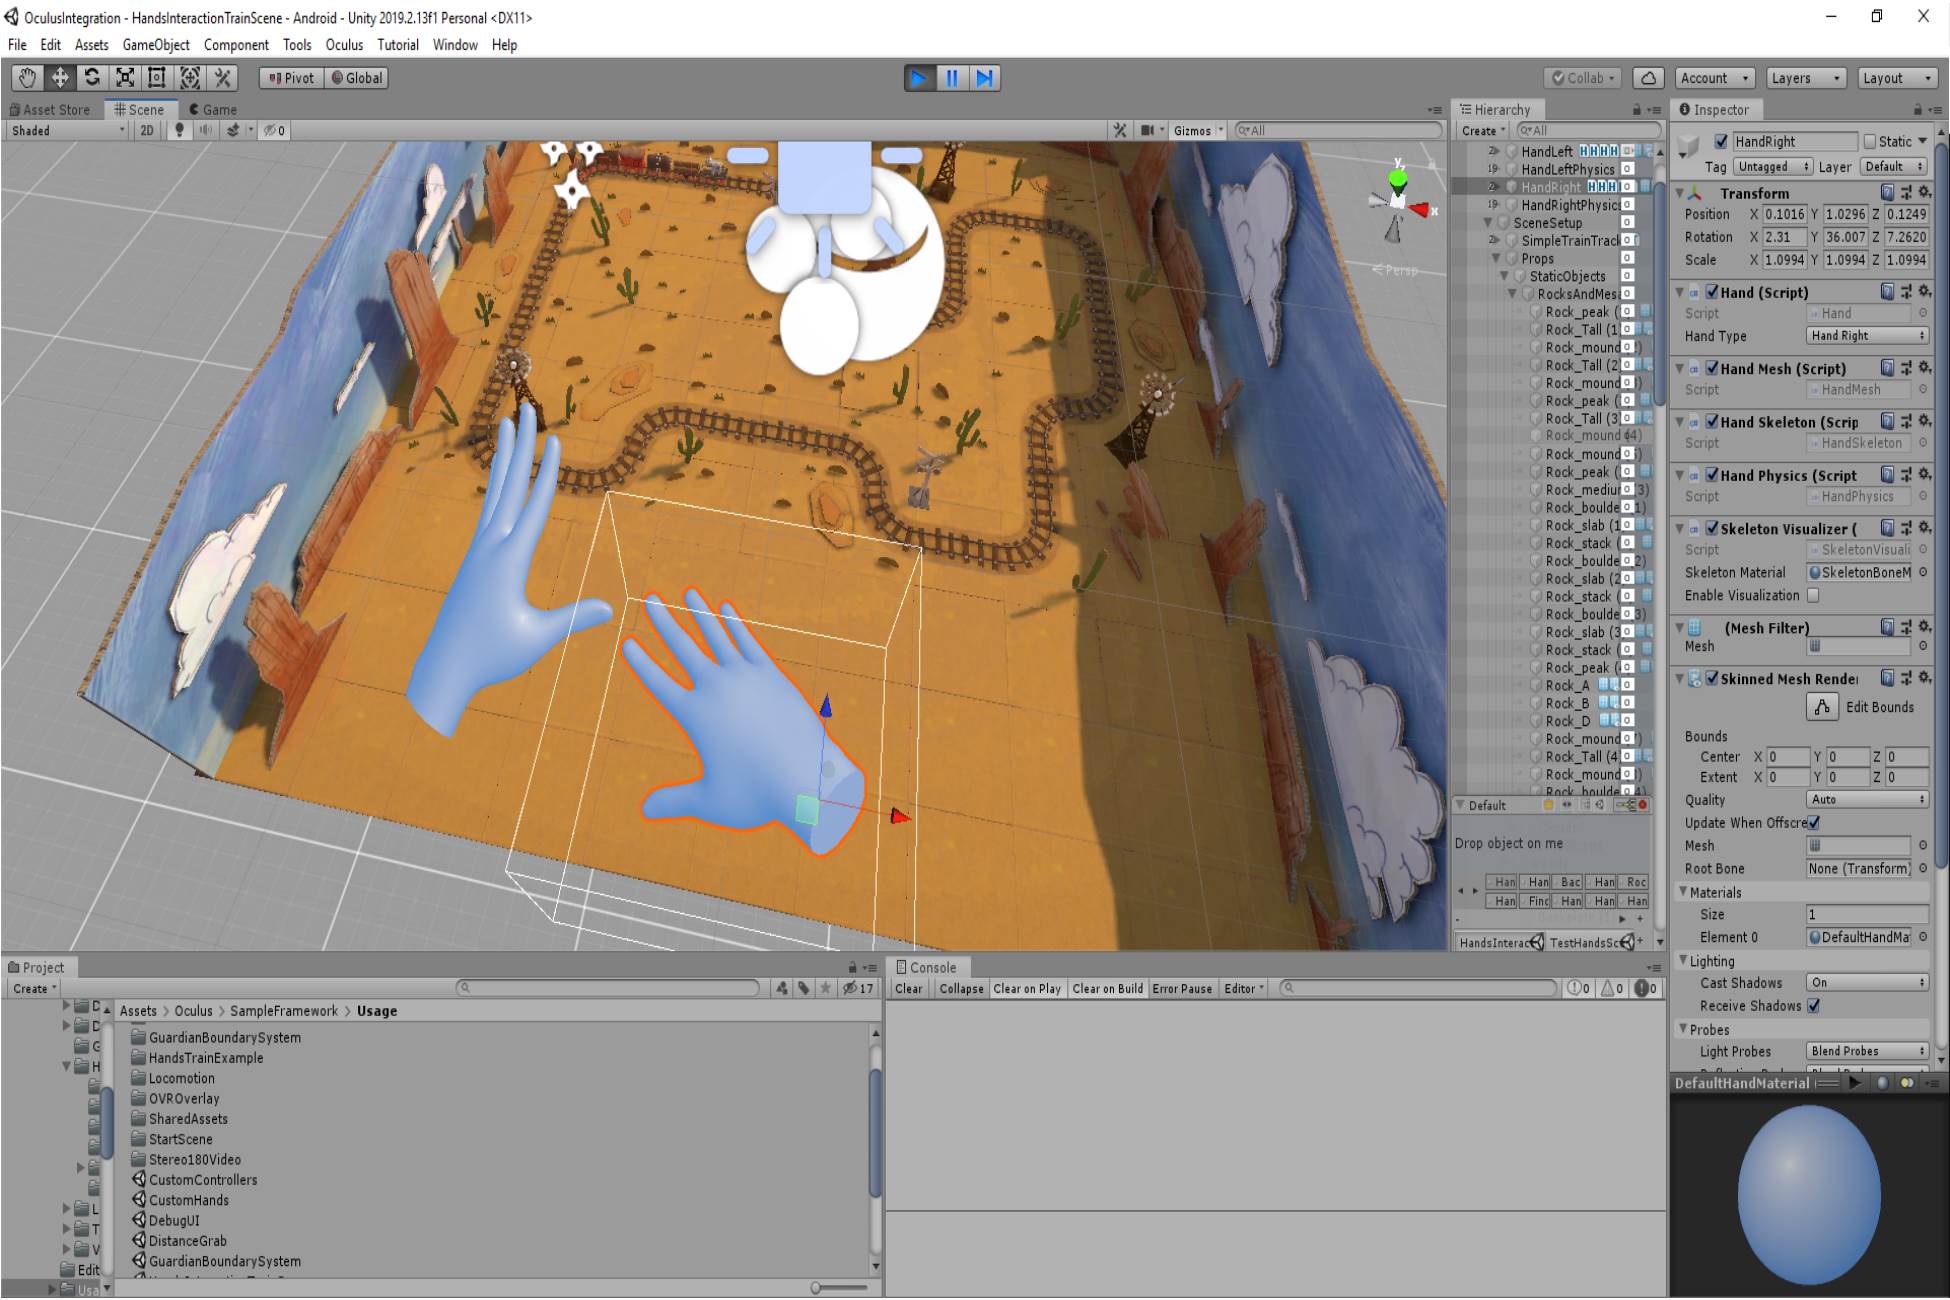 OculusIntegration - HandsInteractionTrainScene - Android - Unity 2019.2.13f1 Personal <DX11>
File Edit Assets GameObject Component Tools Oculus Tutorial Window Help
Pivot Global
Collab Account Layers Layout
Asset Store Scene Game
Shaded 2D 0 Gizmos All
y
x
Persp
Hierarchy
Create All
HandLeft
HandLeftPhysics
HandRight
HandRightPhysics
SceneSetup
SimpleTrainTrack
Props
StaticObjects
RocksAndMesa
Rock_peak (
Rock_Tall (1
Rock_mound
Rock_Tall (2
Rock_mound
Rock_peak (
Rock_Tall (3
Rock_mound 4)
Rock_mound
Rock_peak (
Rock_medium 3)
Rock_boulde 1)
Rock_slab (1
Rock_stack (
Rock_boulde 2)
Rock_slab (2
Rock_stack (
Rock_boulde 3)
Rock_slab (3
Rock_stack (
Rock_peak (
Rock_A
Rock_B
Rock_D
Rock_mound
Rock_Tall (4
Rock_mound
Rock_boulde 4)
Default
Drop object on me
Han Han Bac Han Roc
Han Finc Han Han Han
HandsInterac TestHandsSc
Inspector
HandRight Static
Tag Untagged Layer Default
Transform
Position X 0.1016 Y 1.0296 Z 0.1249
Rotation X 2.31 Y 36.007 Z 7.2620
Scale X 1.0994 Y 1.0994 Z 1.0994
Hand (Script)
Script Hand
Hand Type Hand Right
Hand Mesh (Script)
Script HandMesh
Hand Skeleton (Scrip
Script HandSkeleton
Hand Physics (Script
Script HandPhysics
Skeleton Visualizer (
Script SkeletonVisuali
Skeleton Material SkeletonBoneM
Enable Visualization
(Mesh Filter)
Mesh
Skinned Mesh Render
Edit Bounds
Bounds
Center X 0 Y 0 Z 0
Extent X 0 Y 0 Z 0
Quality Auto
Update When Offscre
Mesh
Root Bone None (Transform)
Materials
Size 1
Element 0 DefaultHandMa
Lighting
Cast Shadows On
Receive Shadows
Probes
Light Probes Blend Probes
DefaultHandMaterial
Project
Create 17
Assets > Oculus > SampleFramework > Usage
GuardianBoundarySystem
HandsTrainExample
Locomotion
OVROverlay
SharedAssets
StartScene
Stereo180Video
CustomControllers
CustomHands
DebugUI
DistanceGrab
GuardianBoundarySystem
D
D
G
H
L
T
V
Edit
Usa
Console
Clear Collapse Clear on Play Clear on Build Error Pause Editor 0 0 0